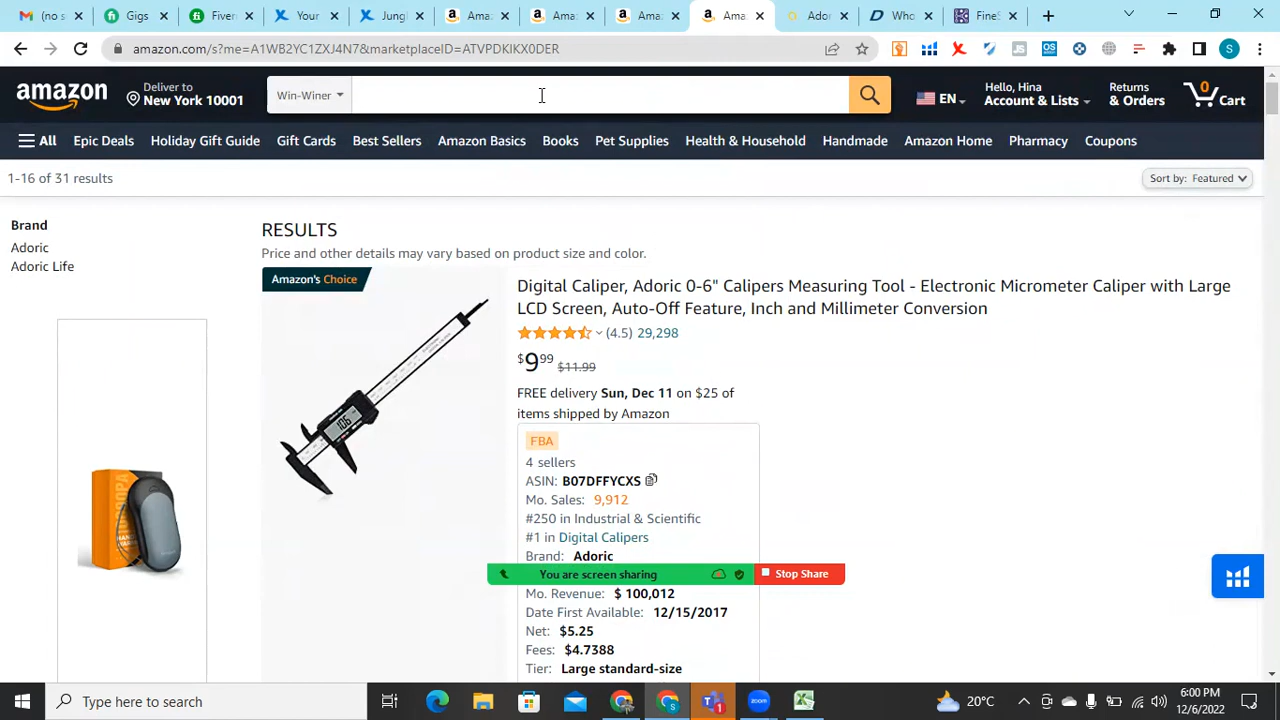 (no s
Gigs
Fiver
Your
Jungl
Amaz
Amaz
Amaz
Amaz
Ador
Who
FineS
amazon.com/s?me=A1WB2YC1ZXJ4N7&marketplaceID=ATVPDKIKX0DER
amazon
Deliver to
New York 10001
Win-Winer
EN
Hello, Hina
Account & Lists
Returns
& Orders
0
Cart
All
Epic Deals
Holiday Gift Guide
Gift Cards
Best Sellers
Amazon Basics
Books
Pet Supplies
Health & Household
Handmade
Amazon Home
Pharmacy
Coupons
1-16 of 31 results
Sort by: Featured
Brand
Adoric
Adoric Life
RESULTS
Price and other details may vary based on product size and color.
Amazon's Choice
Digital Caliper, Adoric 0-6" Calipers Measuring Tool - Electronic Micrometer Caliper with Large
LCD Screen, Auto-Off Feature, Inch and Millimeter Conversion
(4.5) 29,298
$9 99 $11.99
FREE delivery Sun, Dec 11 on $25 of
items shipped by Amazon
FBA
4 sellers
ASIN: B07DFFYCXS
Mo. Sales: 9,912
#250 in Industrial & Scientific
#1 in Digital Calipers
Brand: Adoric
You are screen sharing
Stop Share
Mo. Revenue: $ 100,012
Date First Available: 12/15/2017
Net: $5.25
Fees: $4.7388
Tier: Large standard-size
Type here to search
20°C
6:00 PM
12/6/2022